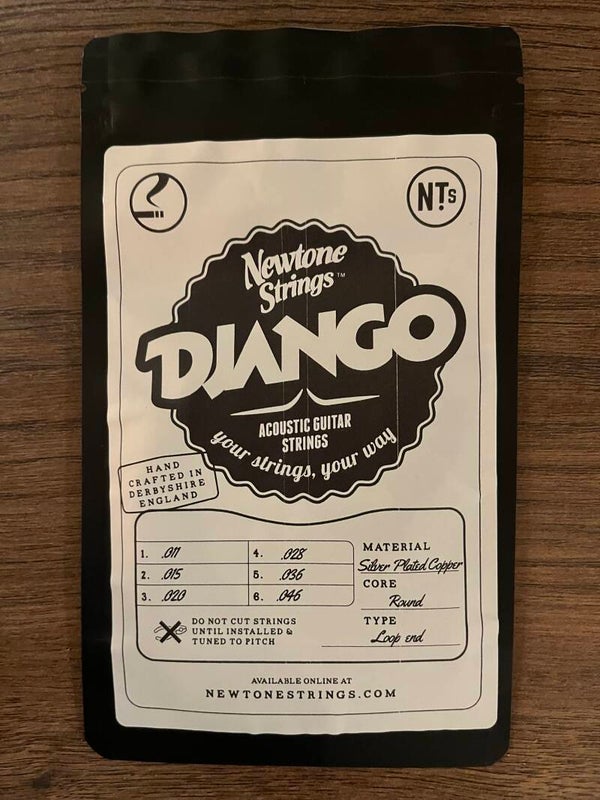 NTs
Newtone
Strings™
DJANGO
ACOUSTIC GUITAR
STRINGS
your strings, your way
HAND
CRAFTED IN
DERBYSHIRE
ENGLAND
1. .011
2. .015
3. .020
4. .028
5. .036
6. .046
MATERIAL
Silver Plated Copper
CORE
Round
TYPE
Loop end
DO NOT CUT STRINGS
UNTIL INSTALLED &
TUNED TO PITCH
AVAILABLE ONLINE AT
NEWTONESTRINGS.COM